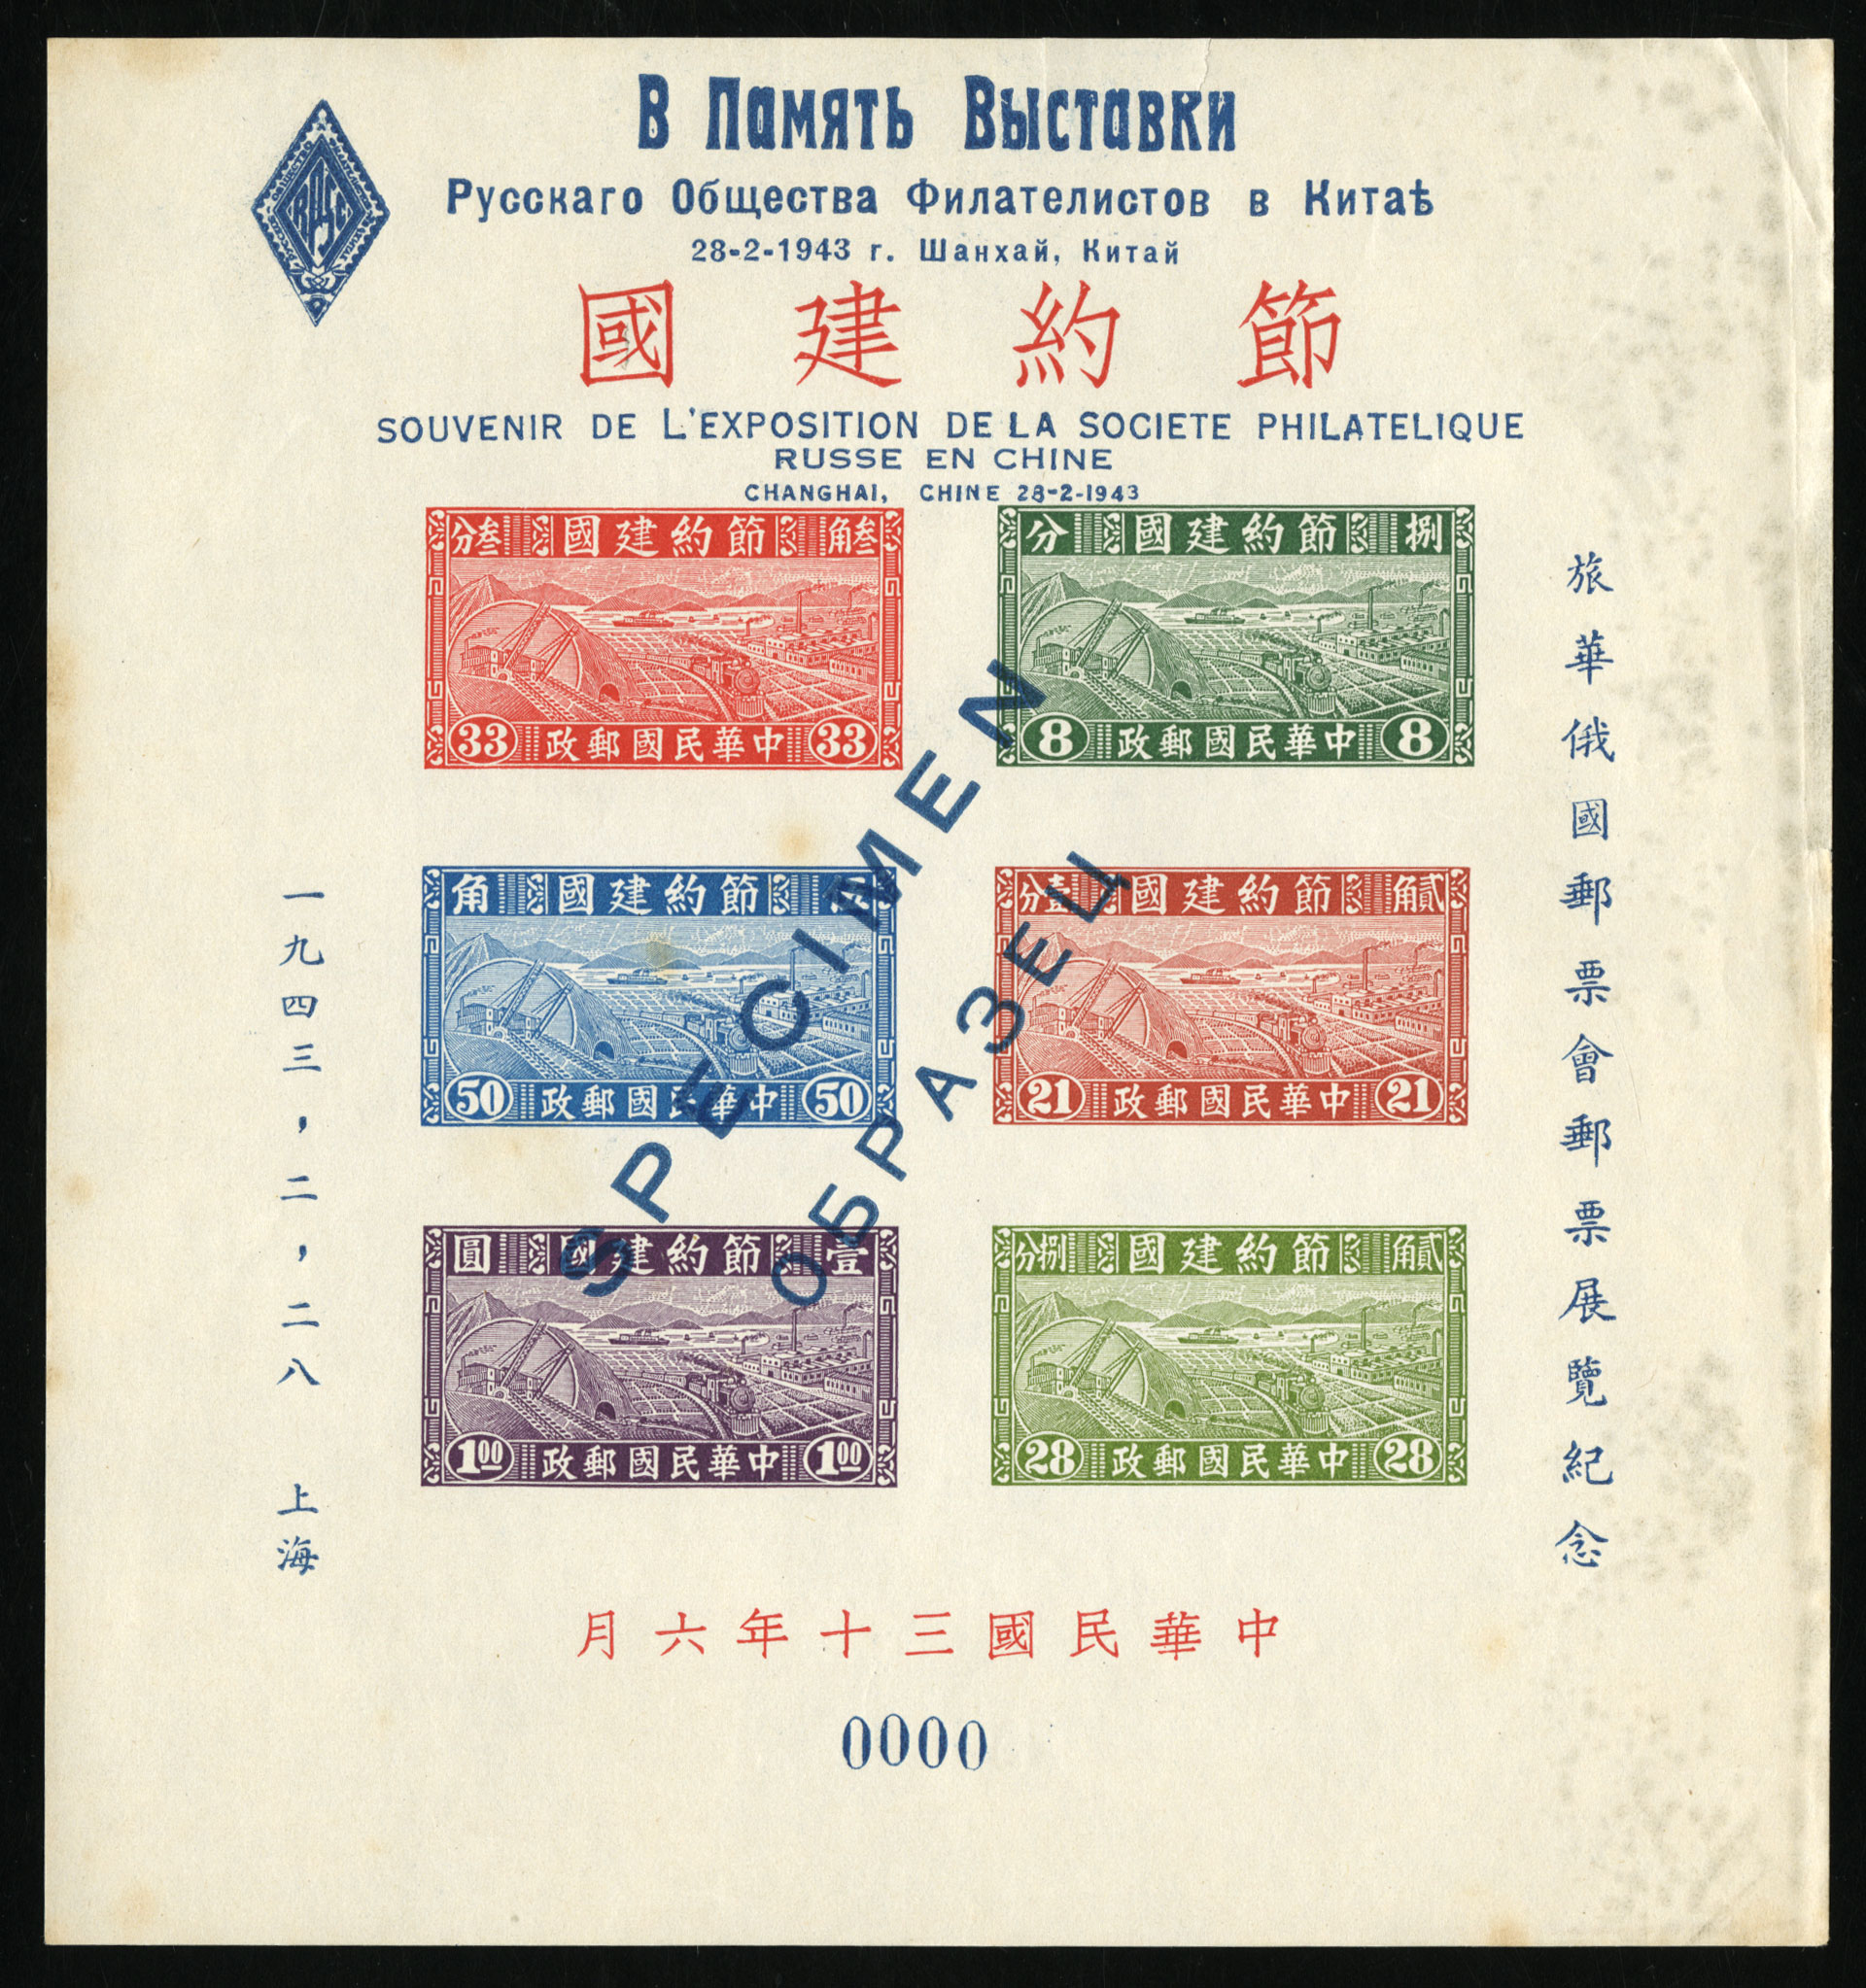 В Память Выставки
Русскаго Общества Филателистов в Китаѣ
28-2-1943 г. Шанхай, Китай
節約建國
SOUVENIR DE L'EXPOSITION DE LA SOCIETE PHILATELIQUE
RUSSE EN CHINE
CHANGHAI, CHINE 28-2-1943
叁角 節約建國 叁分
33 中華民國郵政 33
捌 節約建國 分
8 中華民國郵政 8
伍 節約建國 角
50 中華民國郵政 50
貳角 節約建國 壹分
21 中華民國郵政 21
壹 節約建國 圓
1.00 中華民國郵政 1.00
貳角 節約建國 捌分
28 中華民國郵政 28
SPECIMEN
ОБРАЗЕЦ
旅華俄國郵票會郵票展覽紀念
一九四三，二，二八 上海
中華民國三十年六月
0000